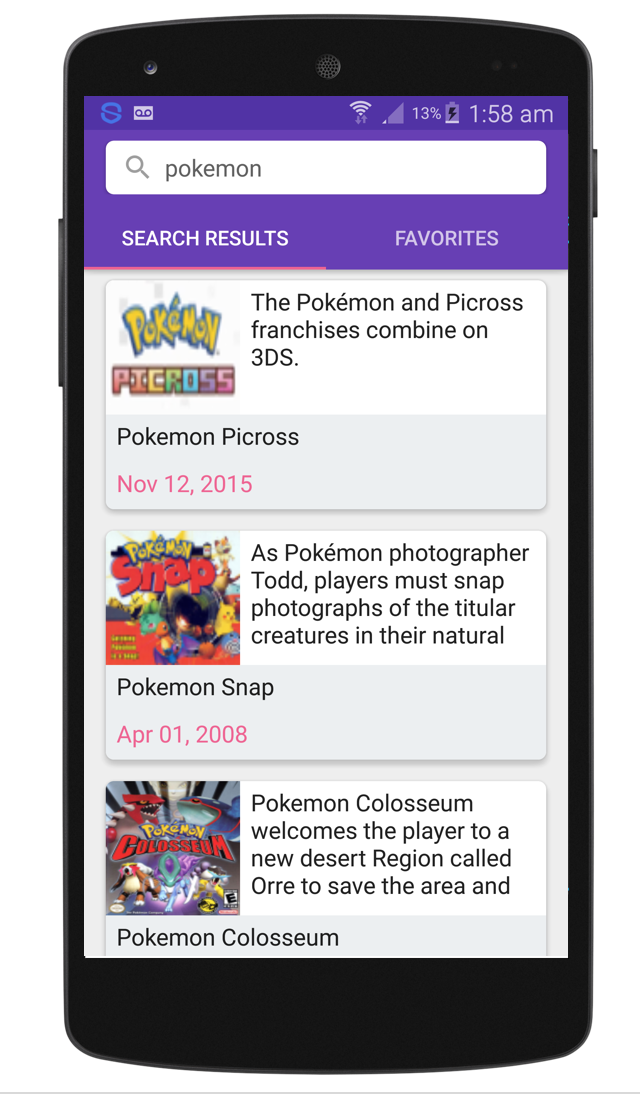 13% 1:58 am
pokemon
SEARCH RESULTS FAVORITES
POKéMON
PICROSS
The Pokémon and Picross
franchises combine on
3DS.
Pokemon Picross
Nov 12, 2015
POKéMON
Snap
As Pokémon photographer
Todd, players must snap
photographs of the titular
creatures in their natural
Pokemon Snap
Apr 01, 2008
POKéMON
COLOSSEUM
E
Pokemon Colosseum
welcomes the player to a
new desert Region called
Orre to save the area and
Pokemon Colosseum